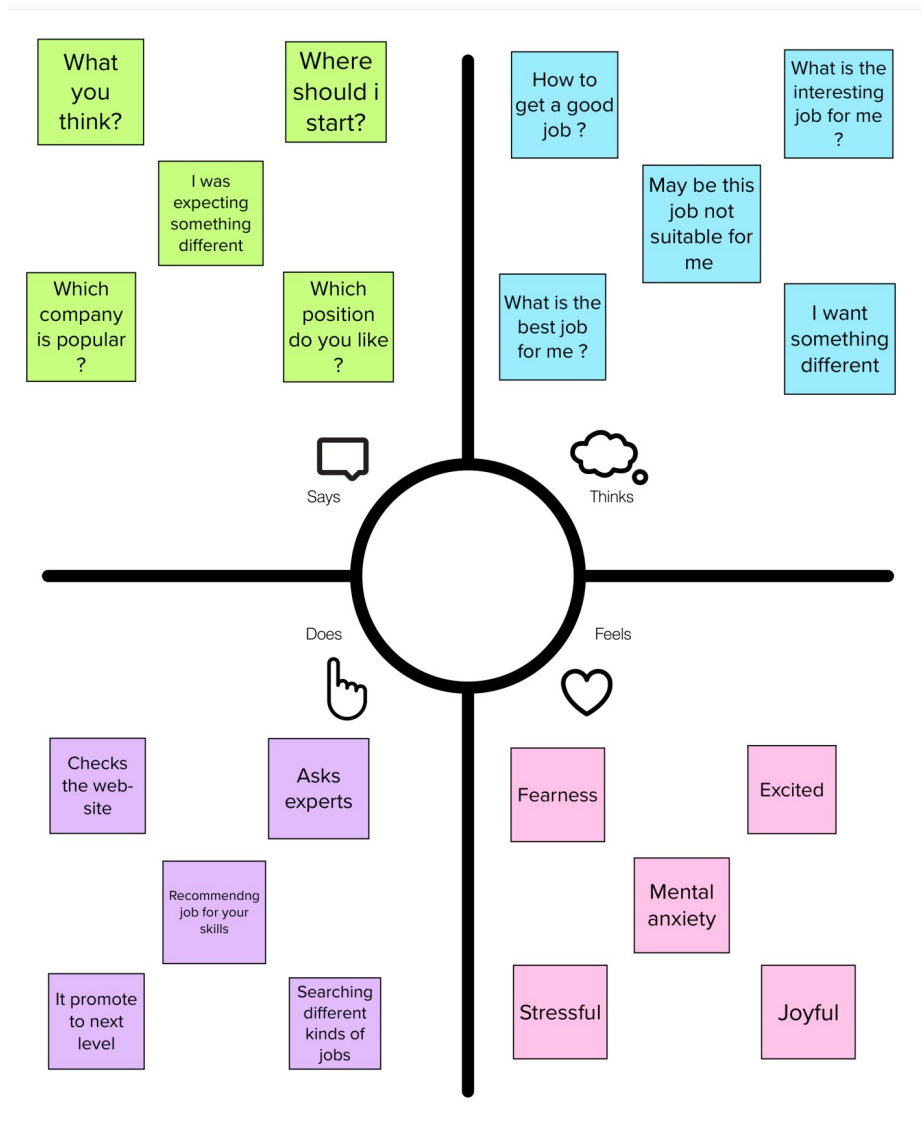 What
you
think?
Where
should i
start?
I was
expecting
something
different
Which
company
is popular
?
Which
position
do you like
?
Says
How to
get a good
job ?
What is the
interesting
job for me
?
May be this
job not
suitable for
me
What is the
best job
for me ?
I want
something
different
Thinks
Does
Checks
the web-
site
Asks
experts
Recommendng
job for your
skills
It promote
to next
level
Searching
different
kinds of
jobs
Feels
Fearness
Excited
Mental
anxiety
Stressful
Joyful